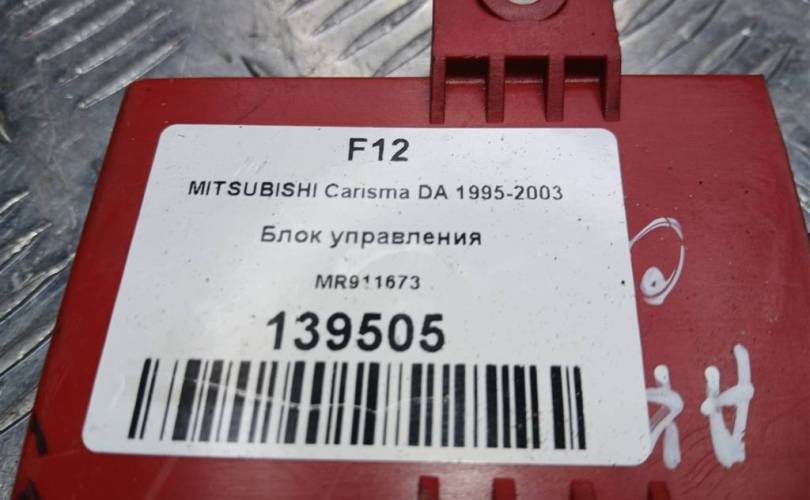 F12
MITSUBISHI Carisma DA 1995-2003
Блок управления
MR911673
139505